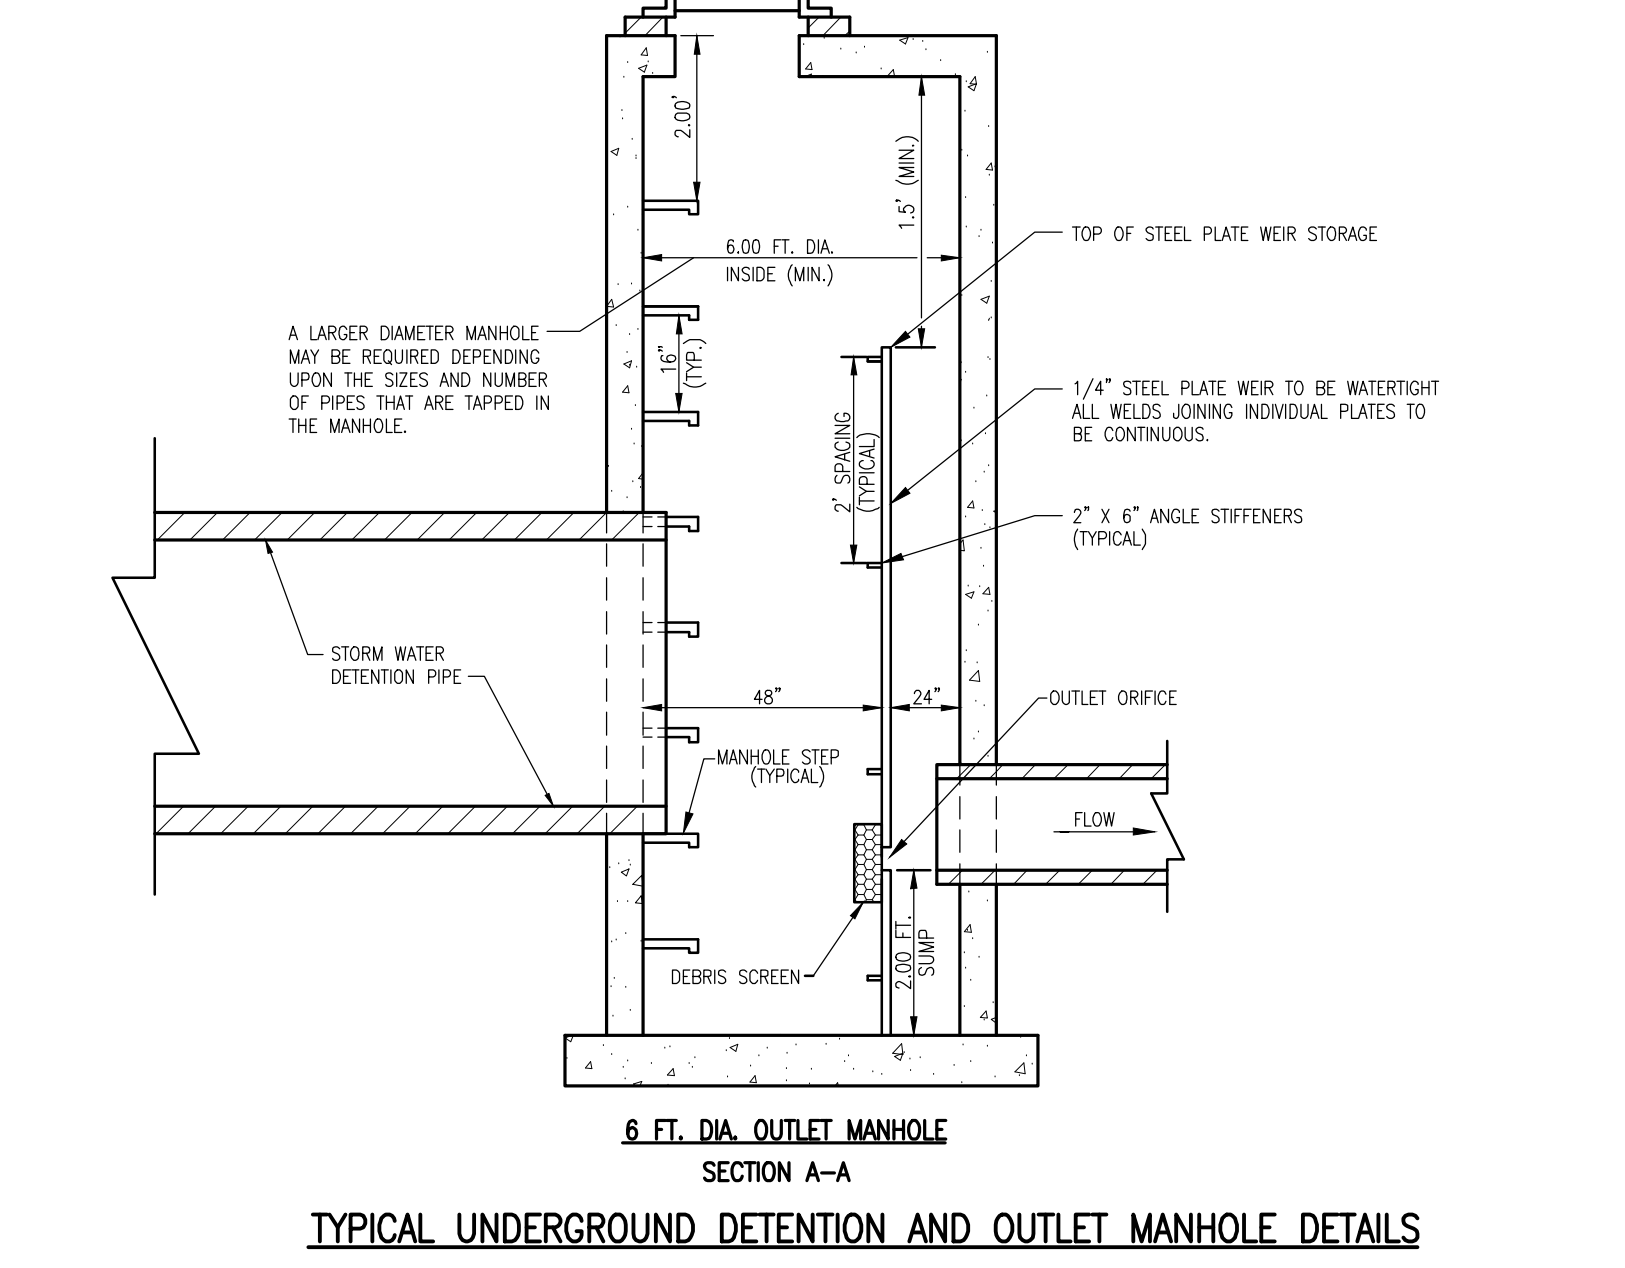 2.00'
1.5' (MIN.)
TOP OF STEEL PLATE WEIR STORAGE
6.00 FT. DIA.
INSIDE (MIN.)
A LARGER DIAMETER MANHOLE
MAY BE REQUIRED DEPENDING
UPON THE SIZES AND NUMBER
OF PIPES THAT ARE TAPPED IN
THE MANHOLE.
16"
(TYP.)
2' SPACING
(TYPICAL)
1/4" STEEL PLATE WEIR TO BE WATERTIGHT
ALL WELDS JOINING INDIVIDUAL PLATES TO
BE CONTINUOUS.
2" X 6" ANGLE STIFFENERS
(TYPICAL)
STORM WATER
DETENTION PIPE
48"
24"
OUTLET ORIFICE
MANHOLE STEP
(TYPICAL)
FLOW
2.00 FT.
SUMP
DEBRIS SCREEN
6 FT. DIA. OUTLET MANHOLE
SECTION A-A
TYPICAL UNDERGROUND DETENTION AND OUTLET MANHOLE DETAILS